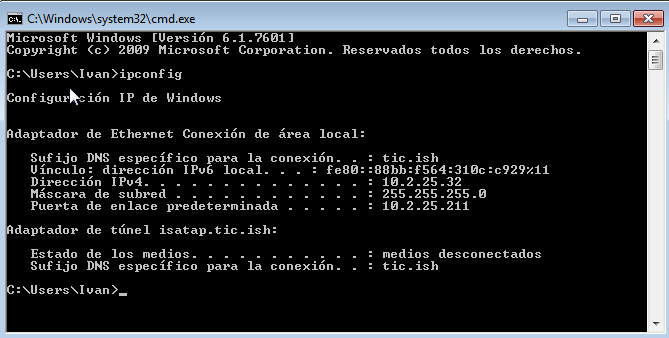 C:\Windows\system32\cmd.exe
Microsoft Windows [Versión 6.1.7601]
Copyright (c) 2009 Microsoft Corporation. Reservados todos los derechos.
C:\Users\Ivan>ipconfig
Configuración IP de Windows
Adaptador de Ethernet Conexión de área local:
Sufijo DNS específico para la conexión. . : tic.ish
Vínculo: dirección IPv6 local. . . : fe80::88bb:f564:310c:c929%11
Dirección IPv4. . . . . . . . . . . . . . : 10.2.25.32
Máscara de subred . . . . . . . . . . . . : 255.255.255.0
Puerta de enlace predeterminada . . . . . : 10.2.25.211
Adaptador de túnel isatap.tic.ish:
Estado de los medios. . . . . . . . . . . : medios desconectados
Sufijo DNS específico para la conexión. . : tic.ish
C:\Users\Ivan>_